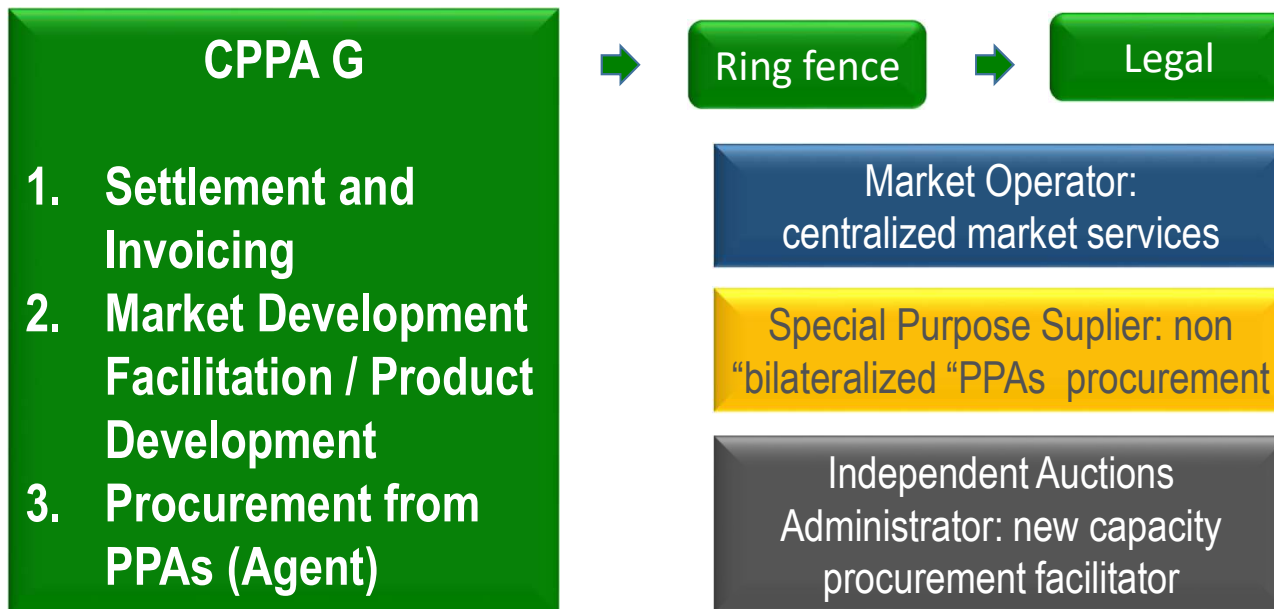 CPPA G
1. Settlement and
Invoicing
2. Market Development
Facilitation / Product
Development
3. Procurement from
PPAs (Agent)
Ring fence
Legal
Market Operator:
centralized market services
Special Purpose Suplier: non
“bilateralized “PPAs procurement
Independent Auctions
Administrator: new capacity
procurement facilitator